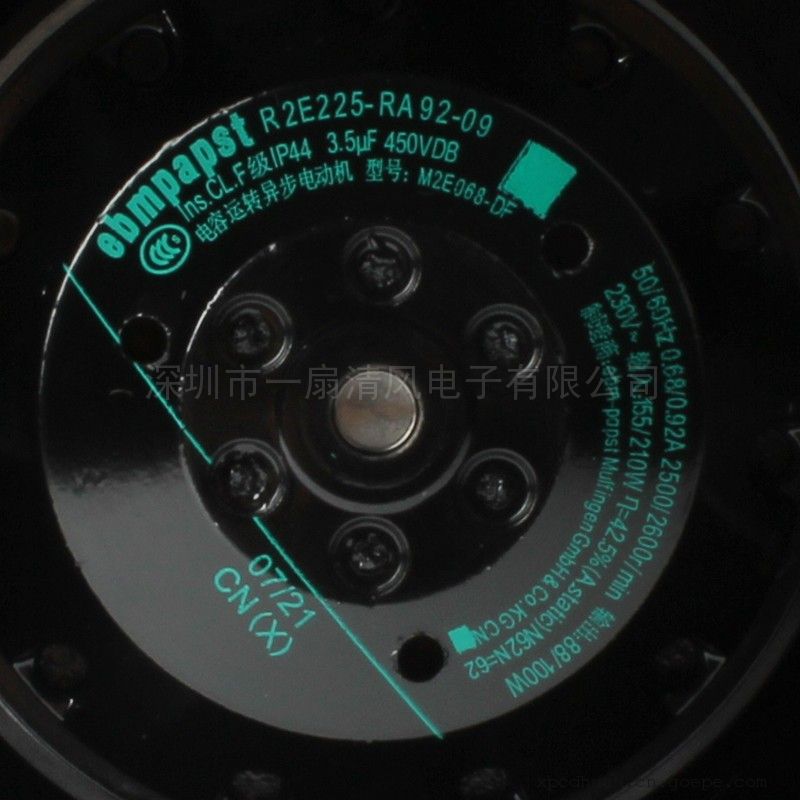 ebmpapst R2E225-RA92-09
Ins.CL.F级IP44 3.5µF 450VDB
电容运转异步电动机 型号: M2E068-DF
50/60Hz 0.68/0.92A 2500/2600r/min 输出:88/100W
230V~ 输入:155/210W η=42.5%(A,static),N62N=62
ebm-papst Mulfingen GmbH & Co.KG CN
07/21
CN (X)
深圳市一扇清风电子有限公司